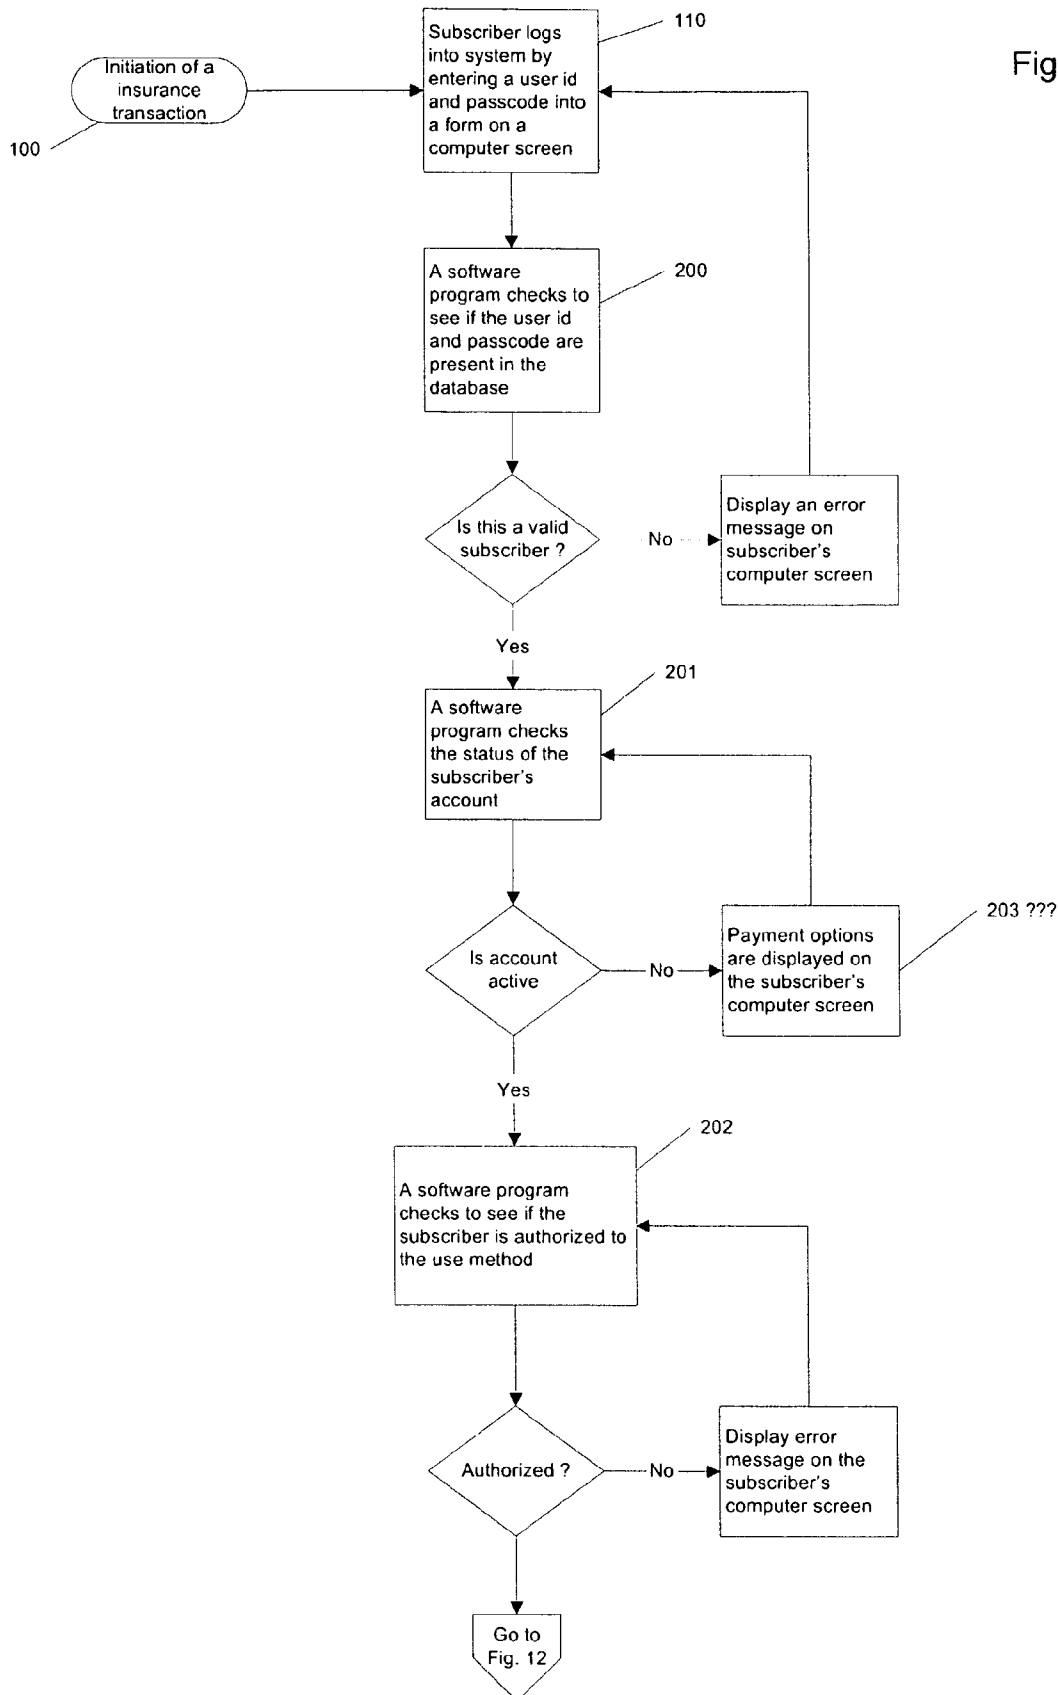 Fig
110
Subscriber logs
into system by
entering a user id
and passcode into
a form on a
computer screen
Initiation of a
insurance
transaction
100
200
A software
program checks to
see if the user id
and passcode are
present in the
database
Is this a valid
subscriber ?
No
Display an error
message on
subscriber's
computer screen
Yes
201
A software
program checks
the status of the
subscriber's
account
Is account
active
No
203 ???
Payment options
are displayed on
the subscriber's
computer screen
Yes
202
A software program
checks to see if the
subscriber is authorized to
the use method
Authorized ?
No
Display error
message on the
subscriber's
computer screen
Go to
Fig. 12